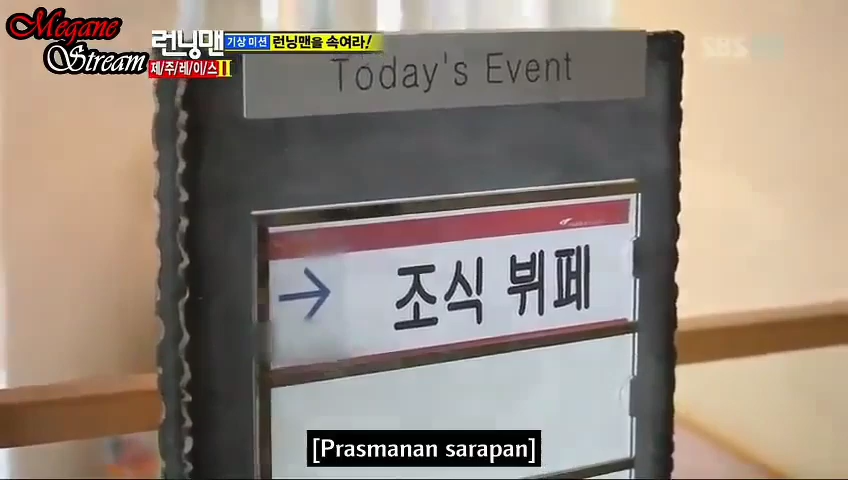 Megane
Stream
런닝맨 기상 미션 런닝맨을 속여라!
제/주/레/이/스 II
SBS
Today's Event
→ 조식 뷔페
[Prasmanan sarapan]